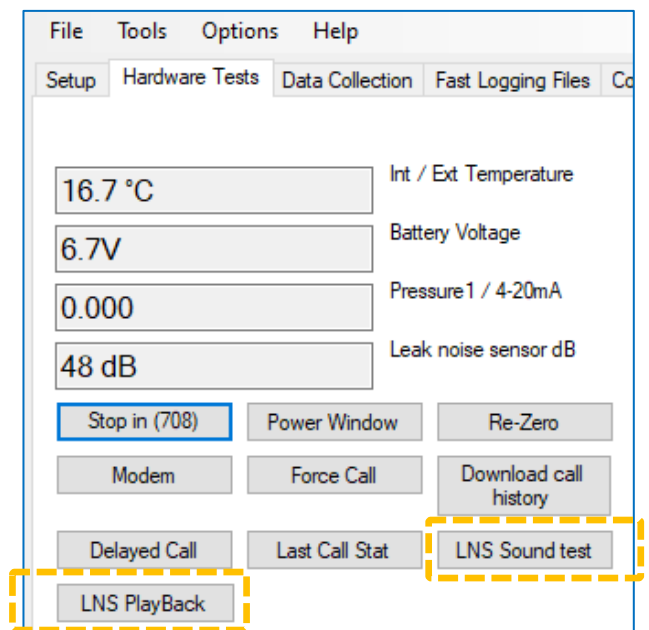 File Tools Options Help
Setup Hardware Tests Data Collection Fast Logging Files Co
16.7 °C Int / Ext Temperature
6.7V Battery Voltage
0.000 Pressure1 / 4-20mA
48 dB Leak noise sensor dB
Stop in (708) Power Window Re-Zero
Modem Force Call Download call
history
Delayed Call Last Call Stat LNS Sound test
LNS PlayBack